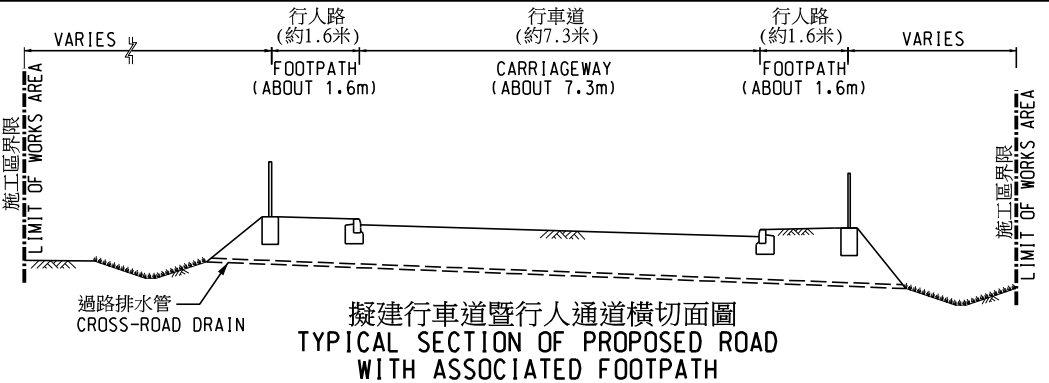 行人路
(約1.6米)
行車道
(約7.3米)
行人路
(約1.6米)
VARIES
VARIES
FOOTPATH
(ABOUT 1.6m)
CARRIAGEWAY
(ABOUT 7.3m)
FOOTPATH
(ABOUT 1.6m)
施工區界限
LIMIT OF WORKS AREA
施工區界限
LIMIT OF WORKS AREA
過路排水管
CROSS-ROAD DRAIN
擬建行車道暨行人通道橫切面圖
TYPICAL SECTION OF PROPOSED ROAD
WITH ASSOCIATED FOOTPATH